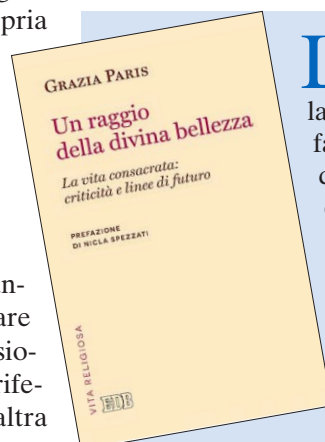 pria
GRAZIA PARIS
Un raggio
della divina bellezza
La vita consacrata:
criticità e linee di futuro
PREFAZIONE
DI NICLA SPEZZATI
VITA RELIGIOSA
EDB
un-
are
sio-
rife-
altra
la
fa